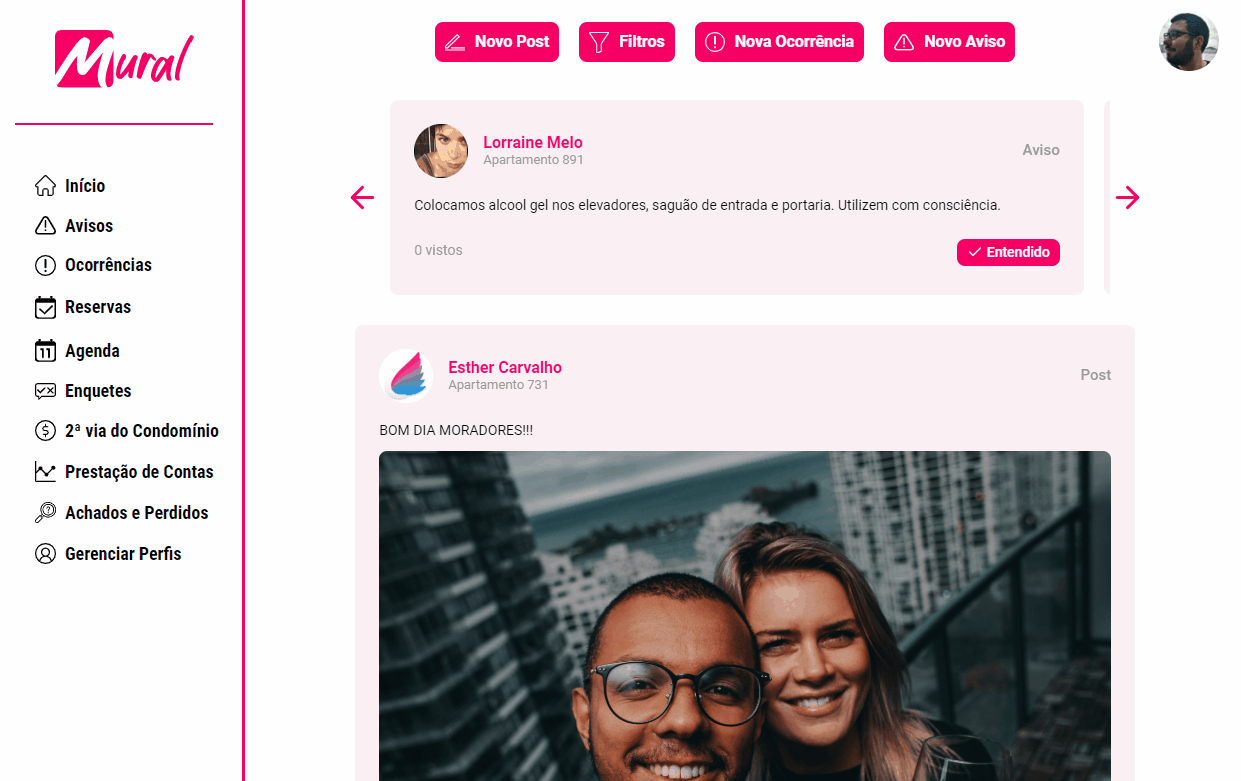 Mural
Novo Post
Filtros
Nova Ocorrência
Novo Aviso
Início
Avisos
Ocorrências
Reservas
11
Agenda
Enquetes
2ª via do Condomínio
Prestação de Contas
Achados e Perdidos
Gerenciar Perfis
Lorraine Melo
Apartamento 891
Aviso
Colocamos alcool gel nos elevadores, saguão de entrada e portaria. Utilizem com consciência.
0 vistos
Entendido
Esther Carvalho
Apartamento 731
Post
BOM DIA MORADORES!!!